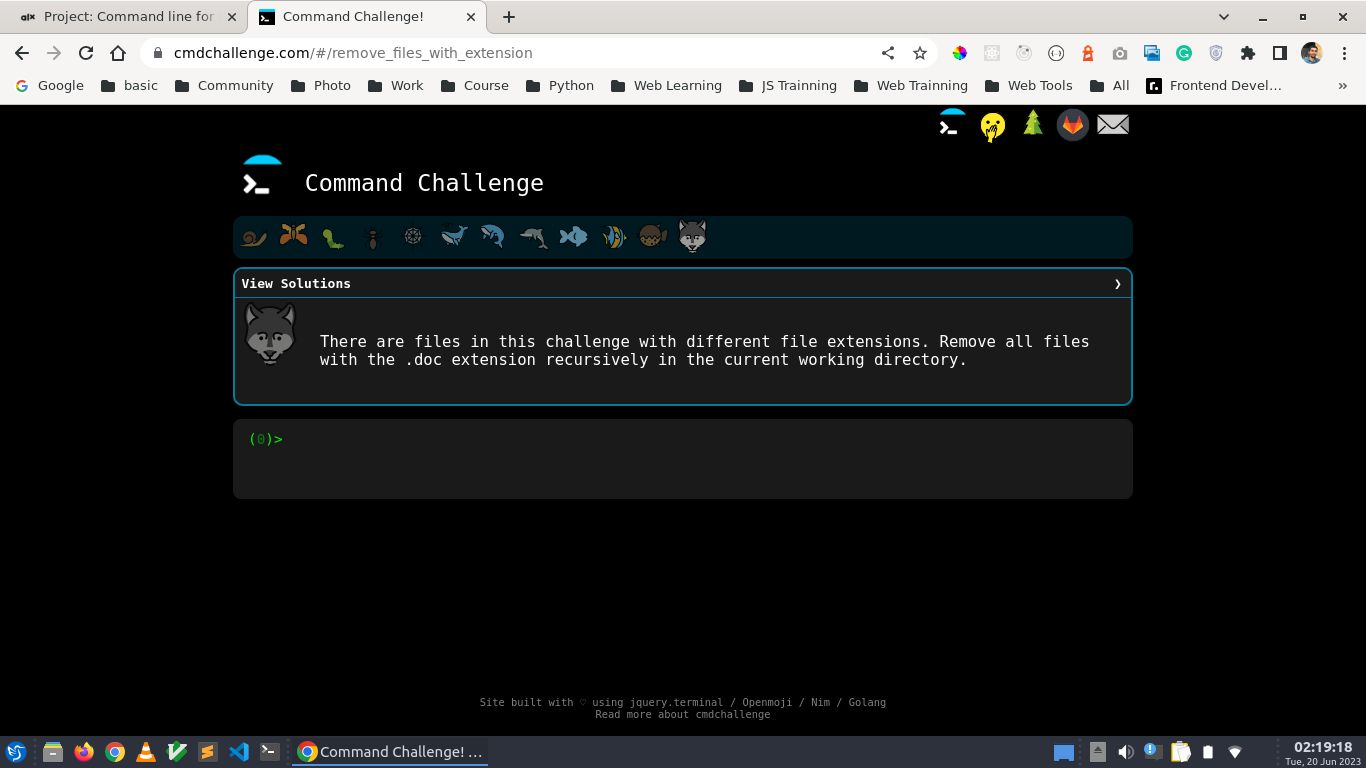 alx Project: Command line for
Command Challenge!
cmdchallenge.com/#/remove_files_with_extension
Google basic Community Photo Work Course Python Web Learning JS Trainning Web Trainning Web Tools All Frontend Devel... »
Command Challenge
View Solutions ❯
There are files in this challenge with different file extensions. Remove all files
with the .doc extension recursively in the current working directory.
(0)>
Site built with ♡ using jquery.terminal / Openmoji / Nim / Golang
Read more about cmdchallenge
Command Challenge! ...
02:19:18
Tue, 20 Jun 2023